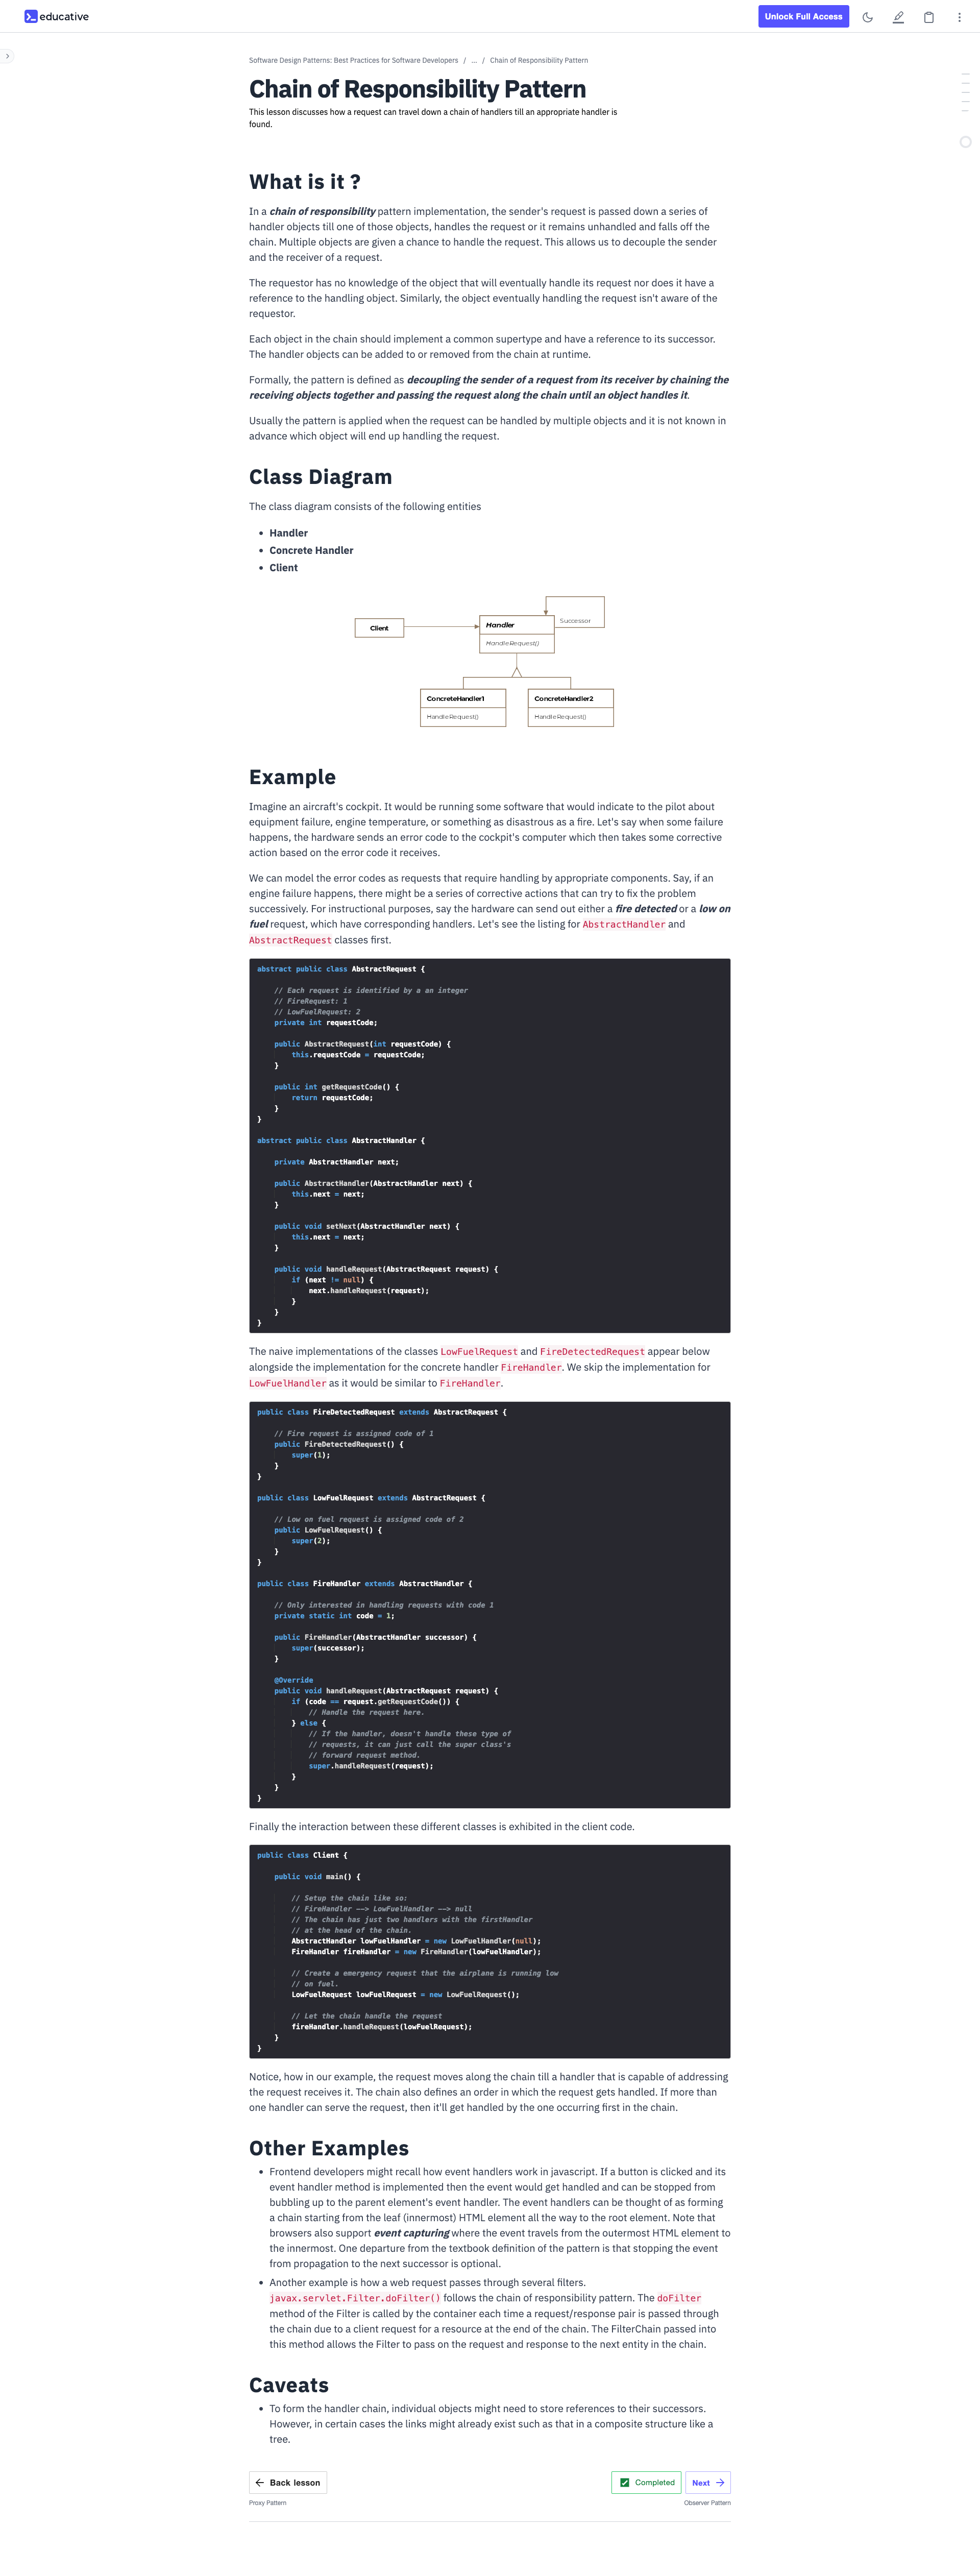 educative
Unlock Full Access
Software Design Patterns: Best Practices for Software Developers / ... / Chain of Responsibility Pattern
Chain of Responsibility Pattern
This lesson discusses how a request can travel down a chain of handlers till an appropriate handler is
found.
What is it ?
In a chain of responsibility pattern implementation, the sender's request is passed down a series of
handler objects till one of those objects, handles the request or it remains unhandled and falls off the
chain. Multiple objects are given a chance to handle the request. This allows us to decouple the sender
and the receiver of a request.
The requestor has no knowledge of the object that will eventually handle its request nor does it have a
reference to the handling object. Similarly, the object eventually handling the request isn't aware of the
requestor.
Each object in the chain should implement a common supertype and have a reference to its successor.
The handler objects can be added to or removed from the chain at runtime.
Formally, the pattern is defined as decoupling the sender of a request from its receiver by chaining the
receiving objects together and passing the request along the chain until an object handles it.
Usually the pattern is applied when the request can be handled by multiple objects and it is not known in
advance which object will end up handling the request.
Class Diagram
The class diagram consists of the following entities
• Handler
• Concrete Handler
• Client
Client
Handler
Successor
HandleRequest()
ConcreteHandler1
ConcreteHandler2
HandleRequest()
HandleRequest()
Example
Imagine an aircraft's cockpit. It would be running some software that would indicate to the pilot about
equipment failure, engine temperature, or something as disastrous as a fire. Let's say when some failure
happens, the hardware sends an error code to the cockpit's computer which then takes some corrective
action based on the error code it receives.
We can model the error codes as requests that require handling by appropriate components. Say, if an
engine failure happens, there might be a series of corrective actions that can try to fix the problem
successively. For instructional purposes, say the hardware can send out either a fire detected or a low on
fuel request, which have corresponding handlers. Let's see the listing for AbstractHandler and
AbstractRequest classes first.
abstract public class AbstractRequest {
// Each request is identified by a an integer
// FireRequest: 1
// LowFuelRequest: 2
private int requestCode;
public AbstractRequest(int requestCode) {
this.requestCode = requestCode;
}
public int getRequestCode() {
return requestCode;
}
}
abstract public class AbstractHandler {
private AbstractHandler next;
public AbstractHandler(AbstractHandler next) {
this.next = next;
}
public void setNext(AbstractHandler next) {
this.next = next;
}
public void handleRequest(AbstractRequest request) {
if (next != null) {
next.handleRequest(request);
}
}
}
The naive implementations of the classes LowFuelRequest and FireDetectedRequest appear below
alongside the implementation for the concrete handler FireHandler. We skip the implementation for
LowFuelHandler as it would be similar to FireHandler.
public class FireDetectedRequest extends AbstractRequest {
// Fire request is assigned code of 1
public FireDetectedRequest() {
super(1);
}
}
public class LowFuelRequest extends AbstractRequest {
// Low on fuel request is assigned code of 2
public LowFuelRequest() {
super(2);
}
}
public class FireHandler extends AbstractHandler {
// Only interested in handling requests with code 1
private static int code = 1;
public FireHandler(AbstractHandler successor) {
super(successor);
}
@Override
public void handleRequest(AbstractRequest request) {
if (code == request.getRequestCode()) {
// Handle the request here.
} else {
// If the handler, doesn't handle these type of
// requests, it can just call the super class's
// forward request method.
super.handleRequest(request);
}
}
}
Finally the interaction between these different classes is exhibited in the client code.
public class Client {
public void main() {
// Setup the chain like so:
// FireHandler --> LowFuelHandler --> null
// The chain has just two handlers with the firstHandler
// at the head of the chain.
AbstractHandler lowFuelHandler = new LowFuelHandler(null);
FireHandler fireHandler = new FireHandler(lowFuelHandler);
// Create a emergency request that the airplane is running low
// on fuel.
LowFuelRequest lowFuelRequest = new LowFuelRequest();
// Let the chain handle the request
fireHandler.handleRequest(lowFuelRequest);
}
}
Notice, how in our example, the request moves along the chain till a handler that is capable of addressing
the request receives it. The chain also defines an order in which the request gets handled. If more than
one handler can serve the request, then it'll get handled by the one occurring first in the chain.
Other Examples
• Frontend developers might recall how event handlers work in javascript. If a button is clicked and its
event handler method is implemented then the event would get handled and can be stopped from
bubbling up to the parent element's event handler. The event handlers can be thought of as forming
a chain starting from the leaf (innermost) HTML element all the way to the root element. Note that
browsers also support event capturing where the event travels from the outermost HTML element to
the innermost. One departure from the textbook definition of the pattern is that stopping the event
from propagation to the next successor is optional.
• Another example is how a web request passes through several filters.
javax.servlet.Filter.doFilter() follows the chain of responsibility pattern. The doFilter
method of the Filter is called by the container each time a request/response pair is passed through
the chain due to a client request for a resource at the end of the chain. The FilterChain passed into
this method allows the Filter to pass on the request and response to the next entity in the chain.
Caveats
• To form the handler chain, individual objects might need to store references to their successors.
However, in certain cases the links might already exist such as that in a composite structure like a
tree.
Back lesson
Completed
Next
Proxy Pattern
Observer Pattern